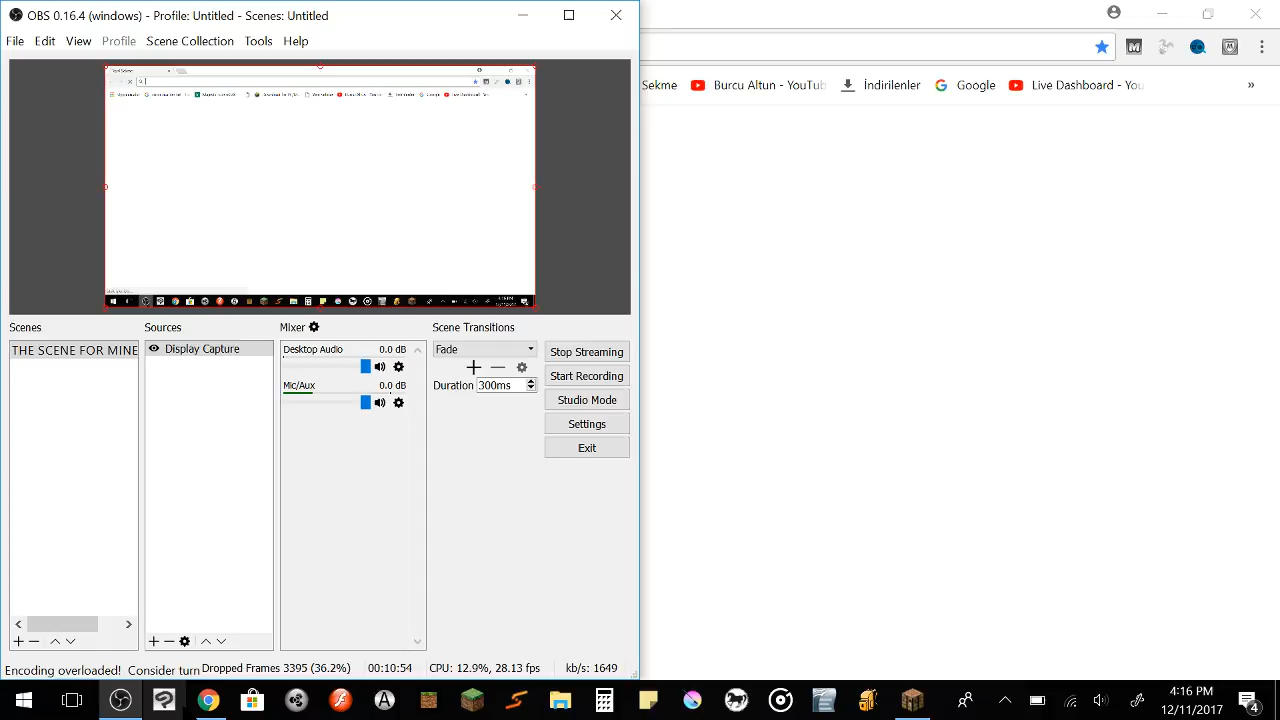 OBS 0.16.4 (windows) - Profile: Untitled - Scenes: Untitled
File Edit View Profile Scene Collection Tools Help
Sekme Burcu Altun - YouTub İndirilenler Google Live Dashboard - You »
Scenes Sources Mixer Scene Transitions
THE SCENE FOR MINE
Display Capture
Desktop Audio 0.0 dB
Mic/Aux 0.0 dB
Fade
Duration 300ms
Stop Streaming
Start Recording
Studio Mode
Settings
Exit
Encoding overloaded! Consider turn Dropped Frames 3395 (36.2%) 00:10:54 CPU: 12.9%, 28.13 fps kb/s: 1649
4:16 PM
12/11/2017
4